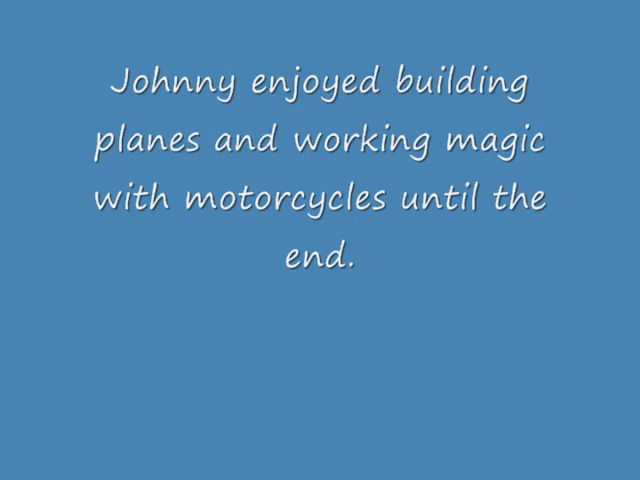 Johnny enjoyed building
planes and working magic
with motorcycles until the
end.